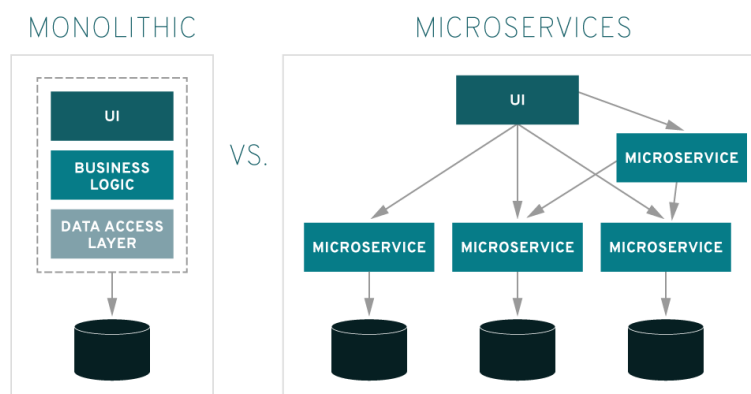 MONOLITHIC
UI
BUSINESS
LOGIC
DATA ACCESS
LAYER
VS.
MICROSERVICES
UI
MICROSERVICE
MICROSERVICE
MICROSERVICE
MICROSERVICE